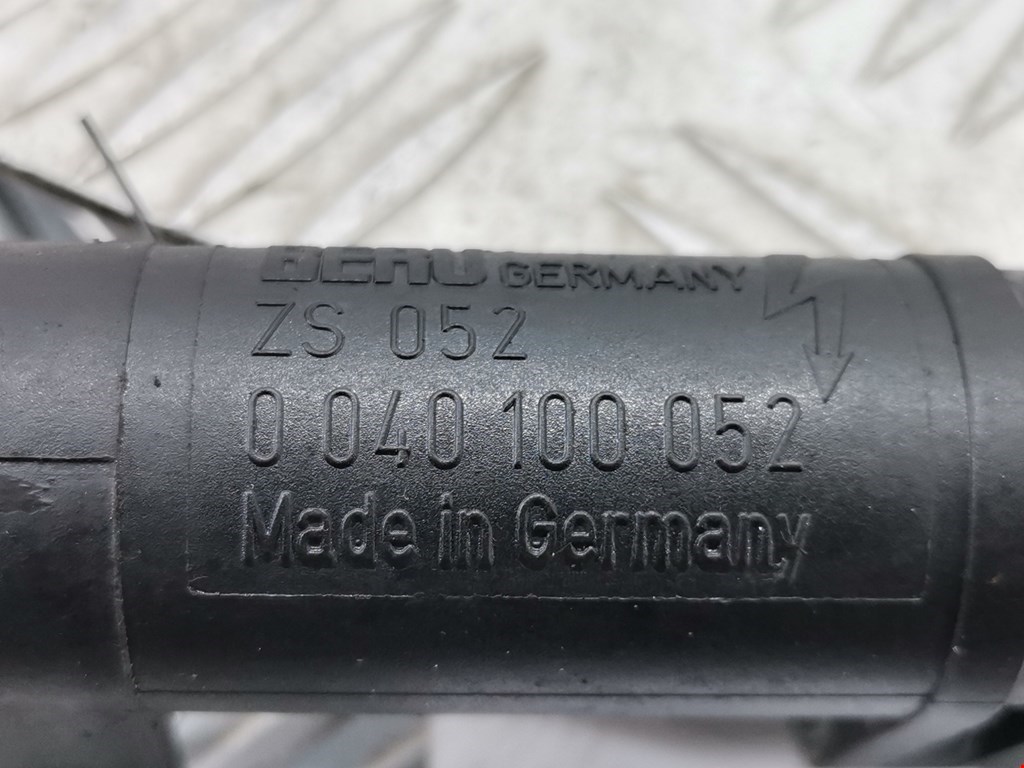 BERU GERMANY
ZS 052
0 040 100 052
Made in Germany